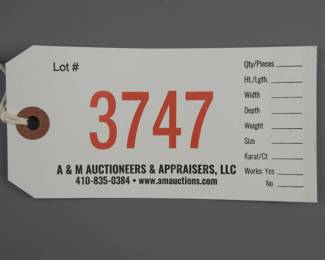 Lot #
3747
A & M AUCTIONEERS & APPRAISERS, LLC
410-835-0384 • www.amauctions.com
Qty/Pieces
Ht./Lgth.
Width
Depth
Weight
Size
Karat/Ct
Works: Yes
No